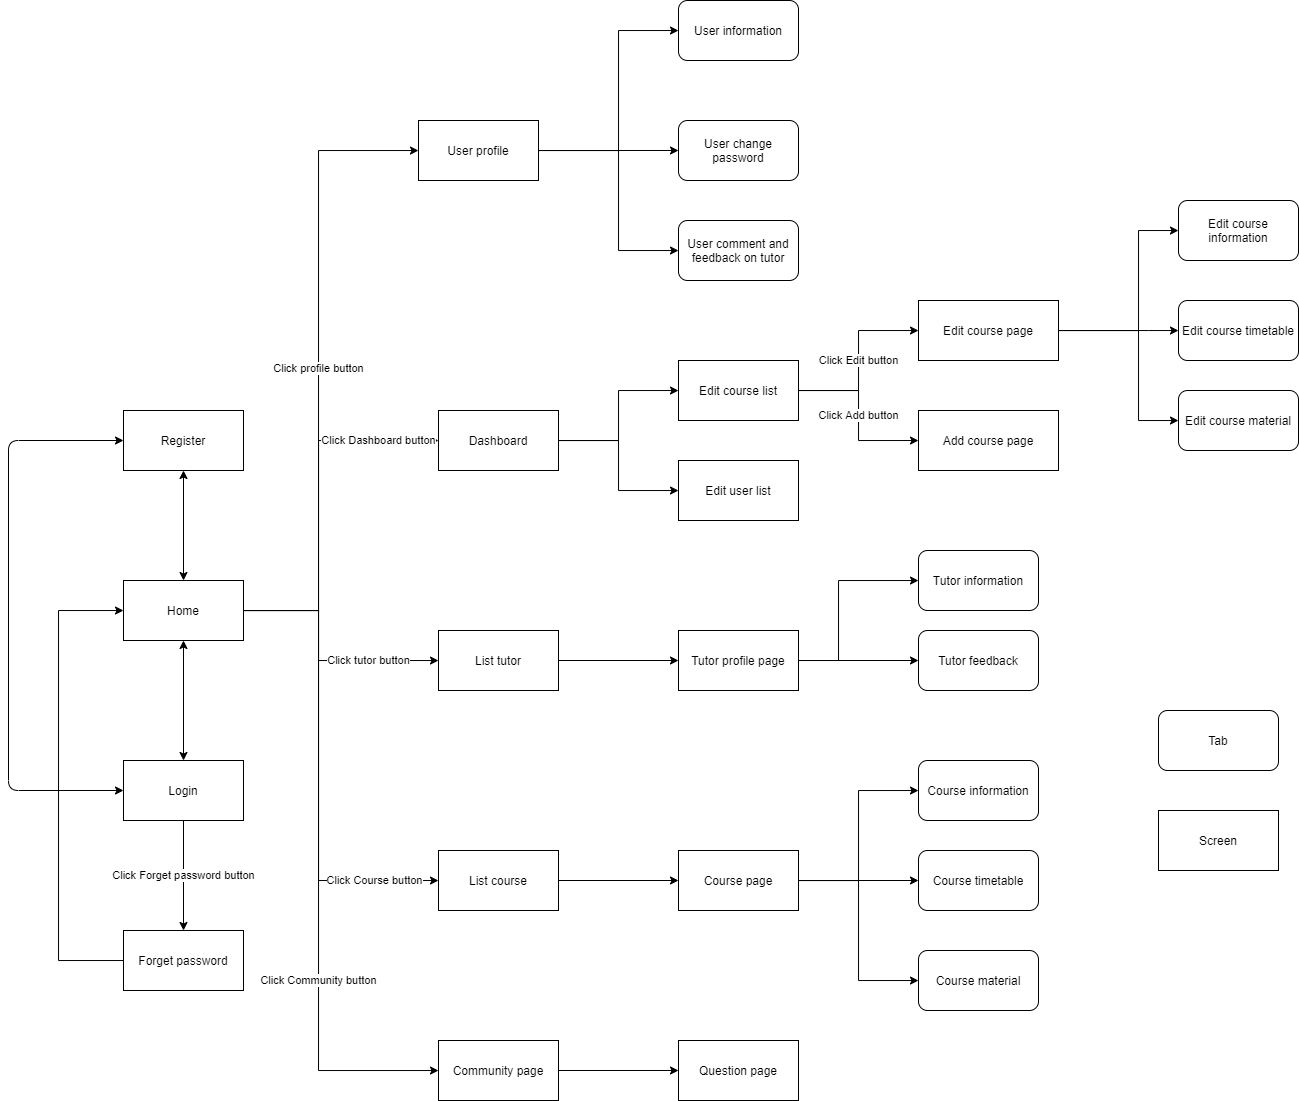 User information
User change
password
User profile
User comment and
feedback on tutor
Edit course
information
Edit course page
Edit course timetable
Click Edit button
Click profile button
Edit course list
Click Add button
Edit course material
Register
Click Dashboard button
Dashboard
Add course page
Edit user list
Tutor information
Home
Click tutor button
List tutor
Tutor profile page
Tutor feedback
Tab
Login
Course information
Screen
Click Forget password button
Click Course button
List course
Course page
Course timetable
Forget password
Click Community button
Course material
Community page
Question page